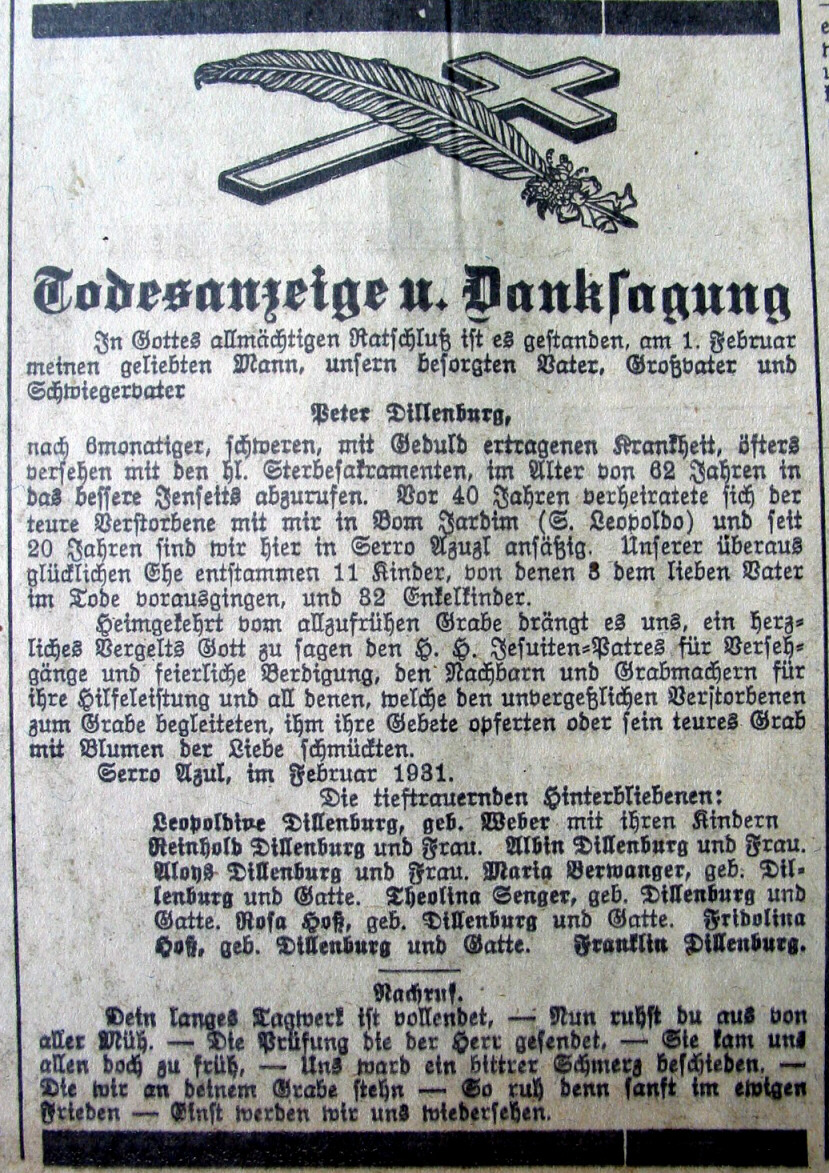 Todesanzeige u. Danksagung
In Gottes allmächtigen Ratschluß ist es gestanden, am 1. Februar
meinen geliebten Mann, unsern besorgten Vater, Großvater und
Schwiegervater
Peter Dillenburg,
nach 6monatiger, schweren, mit Geduld ertragenen Krankheit, öfters
versehen mit den hl. Sterbesakramenten, im Alter von 62 Jahren in
das bessere Jenseits abzurufen. Vor 40 Jahren verheiratete sich der
teure Verstorbene mit mir in Bom Jardim (S. Leopoldo) und seit
20 Jahren sind wir hier in Serro Azuzl ansäßig. Unserer überaus
glücklichen Ehe entstammen 11 Kinder, von denen 3 dem lieben Vater
im Tode vorausgingen, und 32 Enkelkinder.
Heimgekehrt vom allzufrühen Grabe drängt es uns, ein herz-
liches Vergelts Gott zu sagen den H. H. Jesuiten-Patres für Verseh-
gänge und feierliche Berdigung, den Nachbarn und Grabmachern für
ihre Hilfeleistung und all denen, welche den unvergeßlichen Verstorbenen
zum Grabe begleiteten, ihm ihre Gebete opferten oder sein teures Grab
mit Blumen der Liebe schmückten.
Serro Azul, im Februar 1931.
Die tieftrauernden Hinterbliebenen:
Leopoldine Dillenburg, geb. Weber mit ihren Kindern
Reinhold Dillenburg und Frau. Albin Dillenburg und Frau.
Aloys Dillenburg und Frau. Maria Berwanger, geb. Dil-
lenburg und Gatte. Theolina Senger, geb. Dillenburg und
Gatte. Rosa Hoß, geb. Dillenburg und Gatte. Fridolina
Hoß, geb. Dillenburg und Gatte. Franklin Dillenburg.
Nachruf.
Dein langes Tagwerk ist vollendet, — Nun ruhst du aus von
aller Müh. — Die Prüfung die der Herr gesendet, — Sie kam uns
allen doch zu früh, — Uns ward ein bittrer Schmerz beschieden. —
Die wir an deinem Grabe stehn — So ruh denn sanft im ewigen
Frieden — Einst werden wir uns wiedersehen.